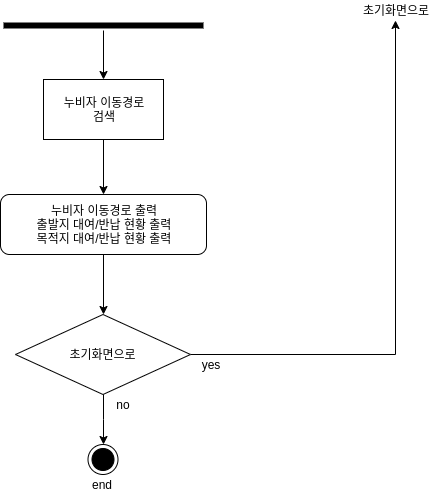 초기화면으로
누비자 이동경로
검색
누비자 이동경로 출력
출발지 대여/반납 현황 출력
목적지 대여/반납 현황 출력
초기화면으로
yes
no
end